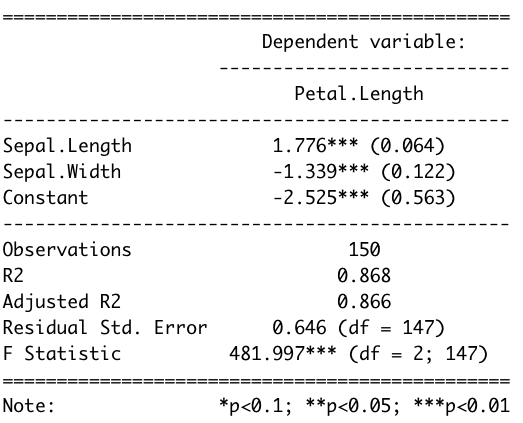 ===============================================
Dependent variable:
---------------------------
Petal.Length
-----------------------------------------------
Sepal.Length 1.776*** (0.064)
Sepal.Width -1.339*** (0.122)
Constant -2.525*** (0.563)
-----------------------------------------------
Observations 150
R2 0.868
Adjusted R2 0.866
Residual Std. Error 0.646 (df = 147)
F Statistic 481.997*** (df = 2; 147)
===============================================
Note: *p<0.1; **p<0.05; ***p<0.01